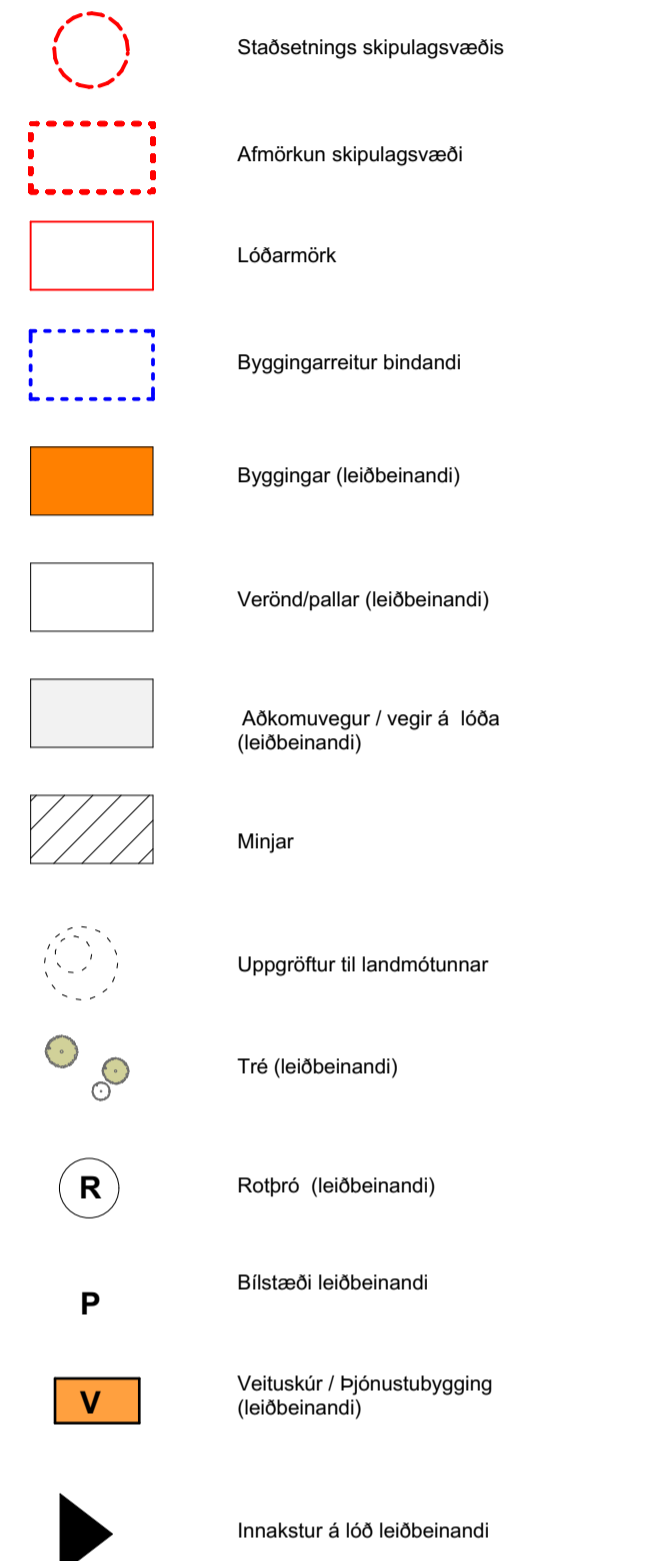 Staðsetnings skipulagsvæðis
Afmörkun skipulagsvæði
Lóðarmörk
Byggingarreitur bindandi
Byggingar (leiðbeinandi)
Verönd/pallar (leiðbeinandi)
Aðkomuvegur / vegir á lóða
(leiðbeinandi)
Minjar
Uppgröftur til landmótunnar
Tré (leiðbeinandi)
R
Rotþró (leiðbeinandi)
P
Bílstæði leiðbeinandi
V
Veituskúr / Þjónustubygging
(leiðbeinandi)
Innakstur á lóð leiðbeinandi